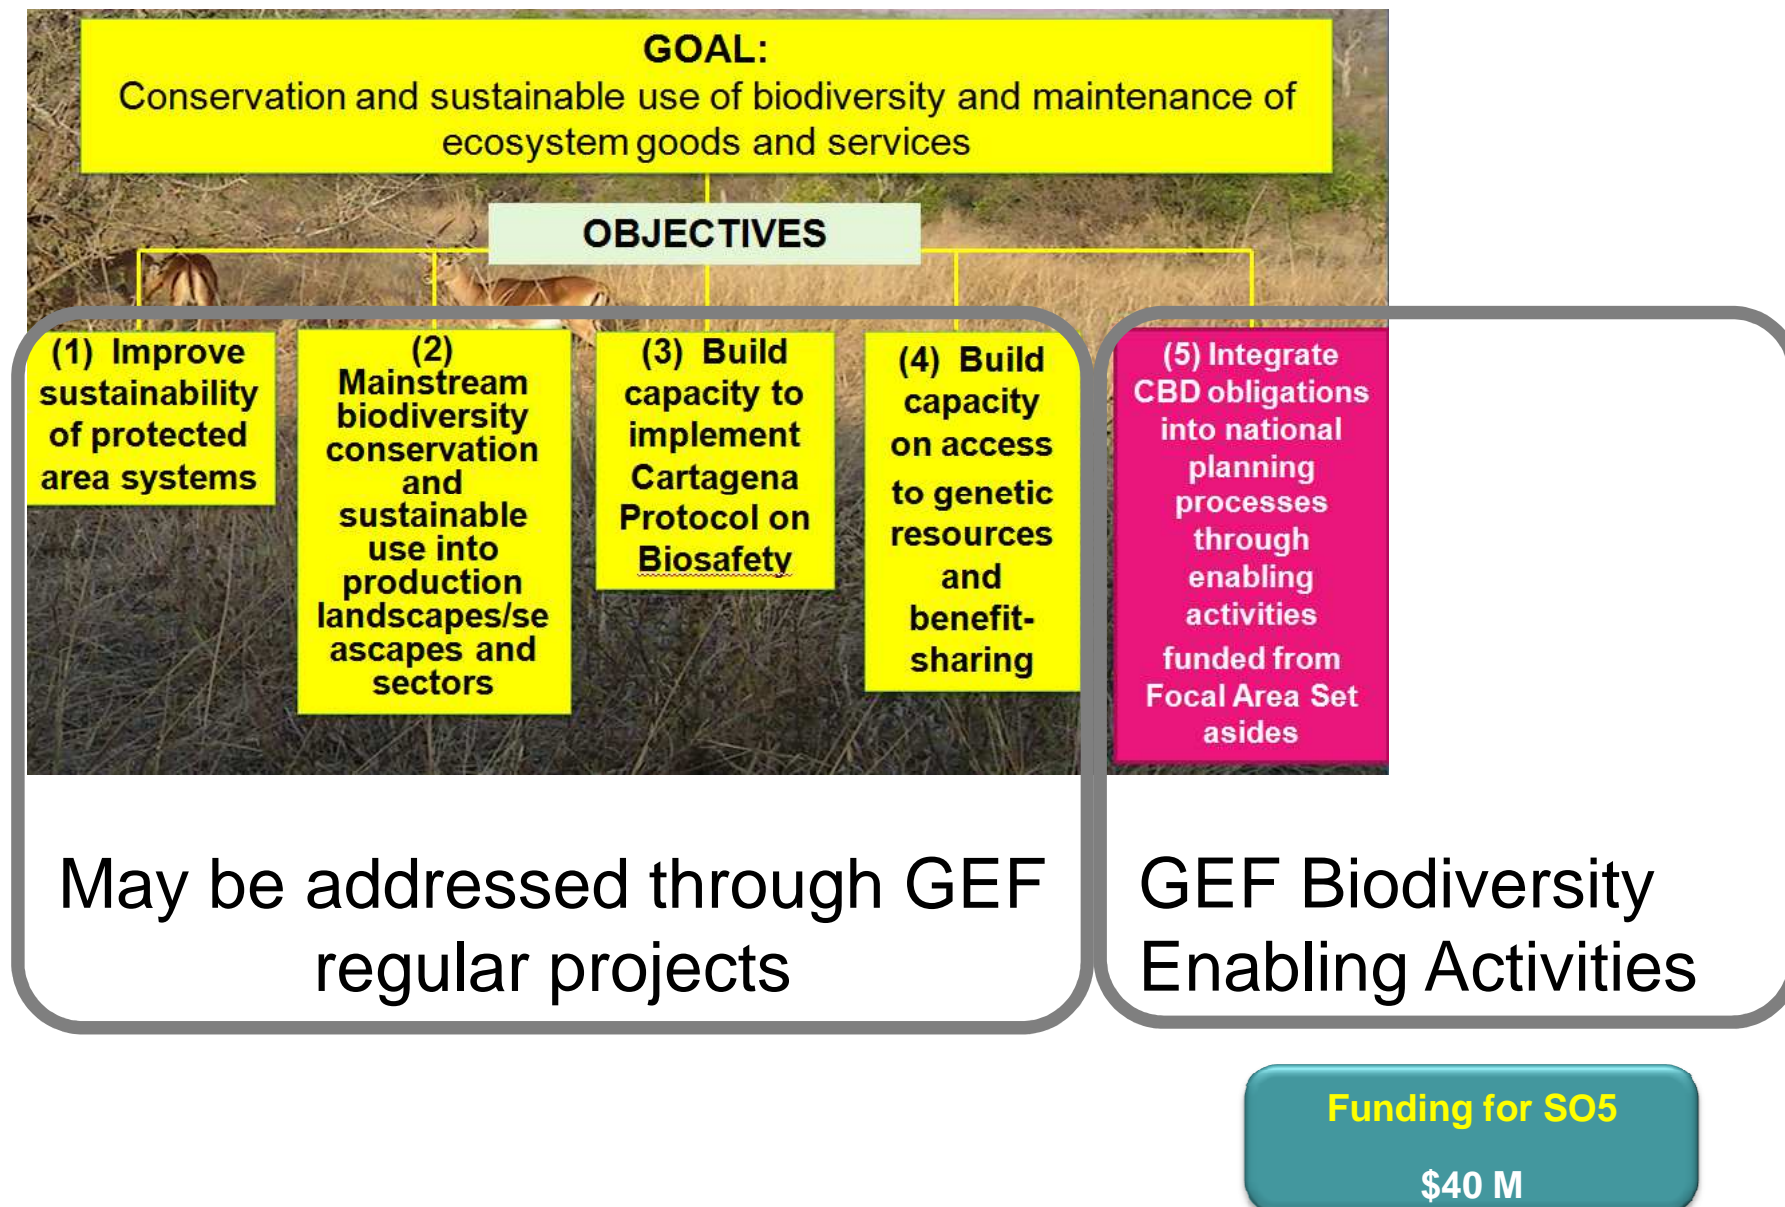 GOAL:
Conservation and sustainable use of biodiversity and maintenance of
ecosystem goods and services
OBJECTIVES
(1) Improve
sustainability
of protected
area systems
(2)
Mainstream
biodiversity
conservation
and
sustainable
use into
production
landscapes/se
ascapes and
sectors
(3) Build
capacity to
implement
Cartagena
Protocol on
Biosafety
(4) Build
capacity
on access
to genetic
resources
and
benefit-
sharing
(5) Integrate
CBD obligations
into national
planning
processes
through
enabling
activities
funded from
Focal Area Set
asides
May be addressed through GEF
regular projects
GEF Biodiversity
Enabling Activities
Funding for SO5
$40 M